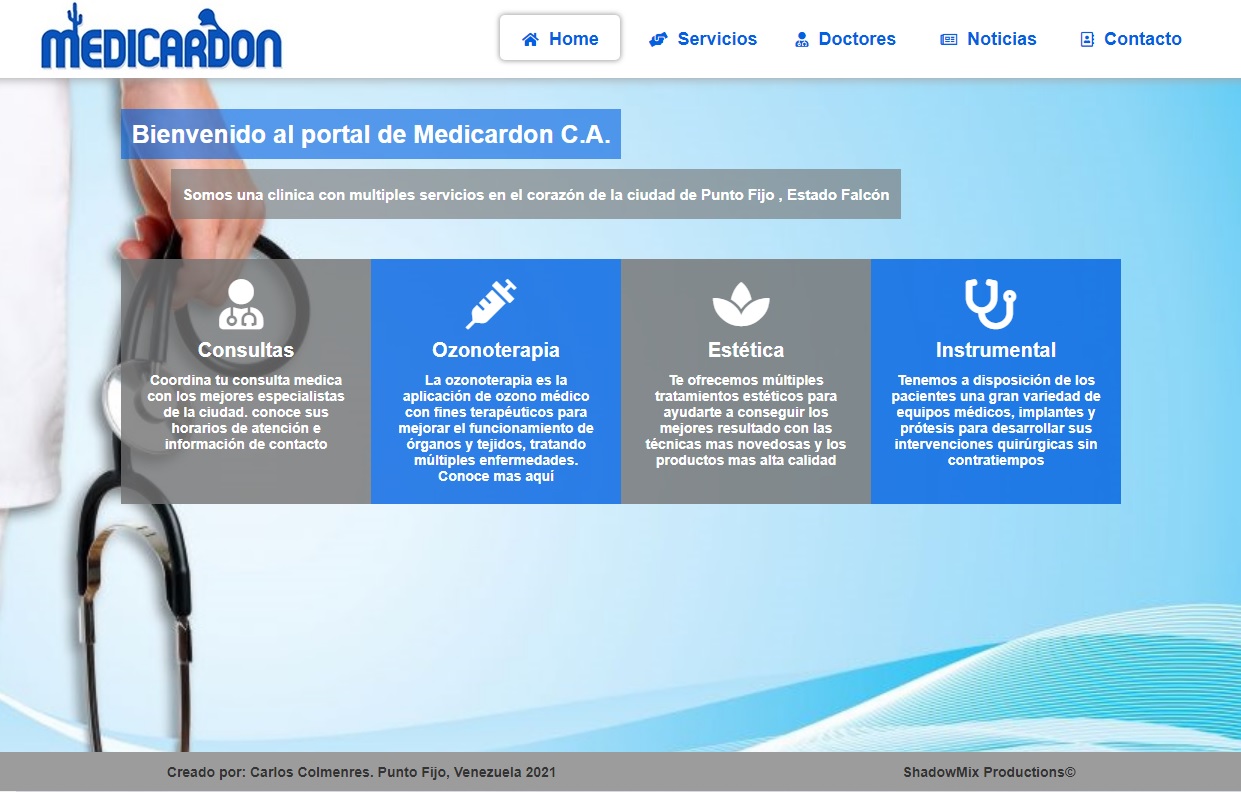 MEDICARDON
Home Servicios Doctores Noticias Contacto
Bienvenido al portal de Medicardon C.A.
Somos una clinica con multiples servicios en el corazón de la ciudad de Punto Fijo , Estado Falcón
Consultas
Coordina tu consulta medica
con los mejores especialistas
de la ciudad. conoce sus
horarios de atención e
información de contacto
Ozonoterapia
La ozonoterapia es la
aplicación de ozono médico
con fines terapéuticos para
mejorar el funcionamiento de
órganos y tejidos, tratando
múltiples enfermedades.
Conoce mas aquí
Estética
Te ofrecemos múltiples
tratamientos estéticos para
ayudarte a conseguir los
mejores resultado con las
técnicas mas novedosas y los
productos mas alta calidad
Instrumental
Tenemos a disposición de los
pacientes una gran variedad de
equipos médicos, implantes y
prótesis para desarrollar sus
intervenciones quirúrgicas sin
contratiempos
Creado por: Carlos Colmenres. Punto Fijo, Venezuela 2021
ShadowMix Productions©